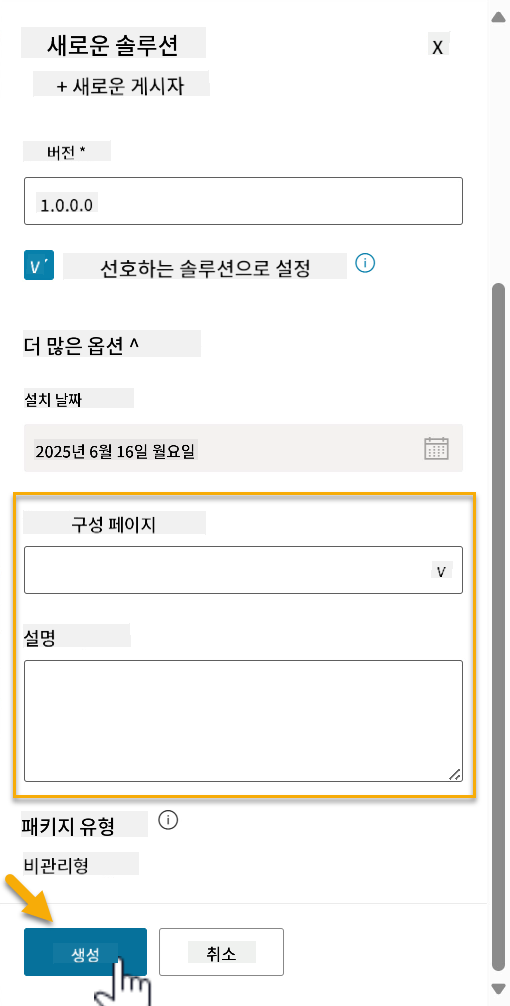 새로운 솔루션 X
+ 새로운 게시자
버전 *
1.0.0.0
V´ 선호하는 솔루션으로 설정
더 많은 옵션 ^
설치 날짜
2025년 6월 16일 월요일
구성 페이지
V
설명
패키지 유형
비관리형
생성 취소